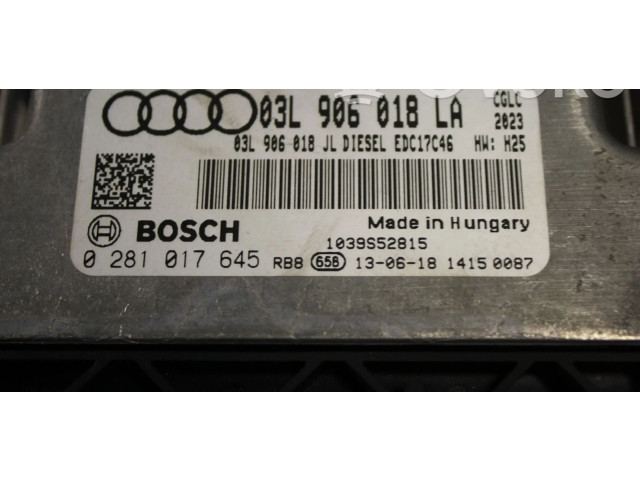 03L 906 018 LA CGLC
2023
03L 906 018 JL DIESEL EDC17C46 HW: H25
BOSCH Made in Hungary
1039S52815
0 281 017 645 RB8 658 13-06-18 1415 0087